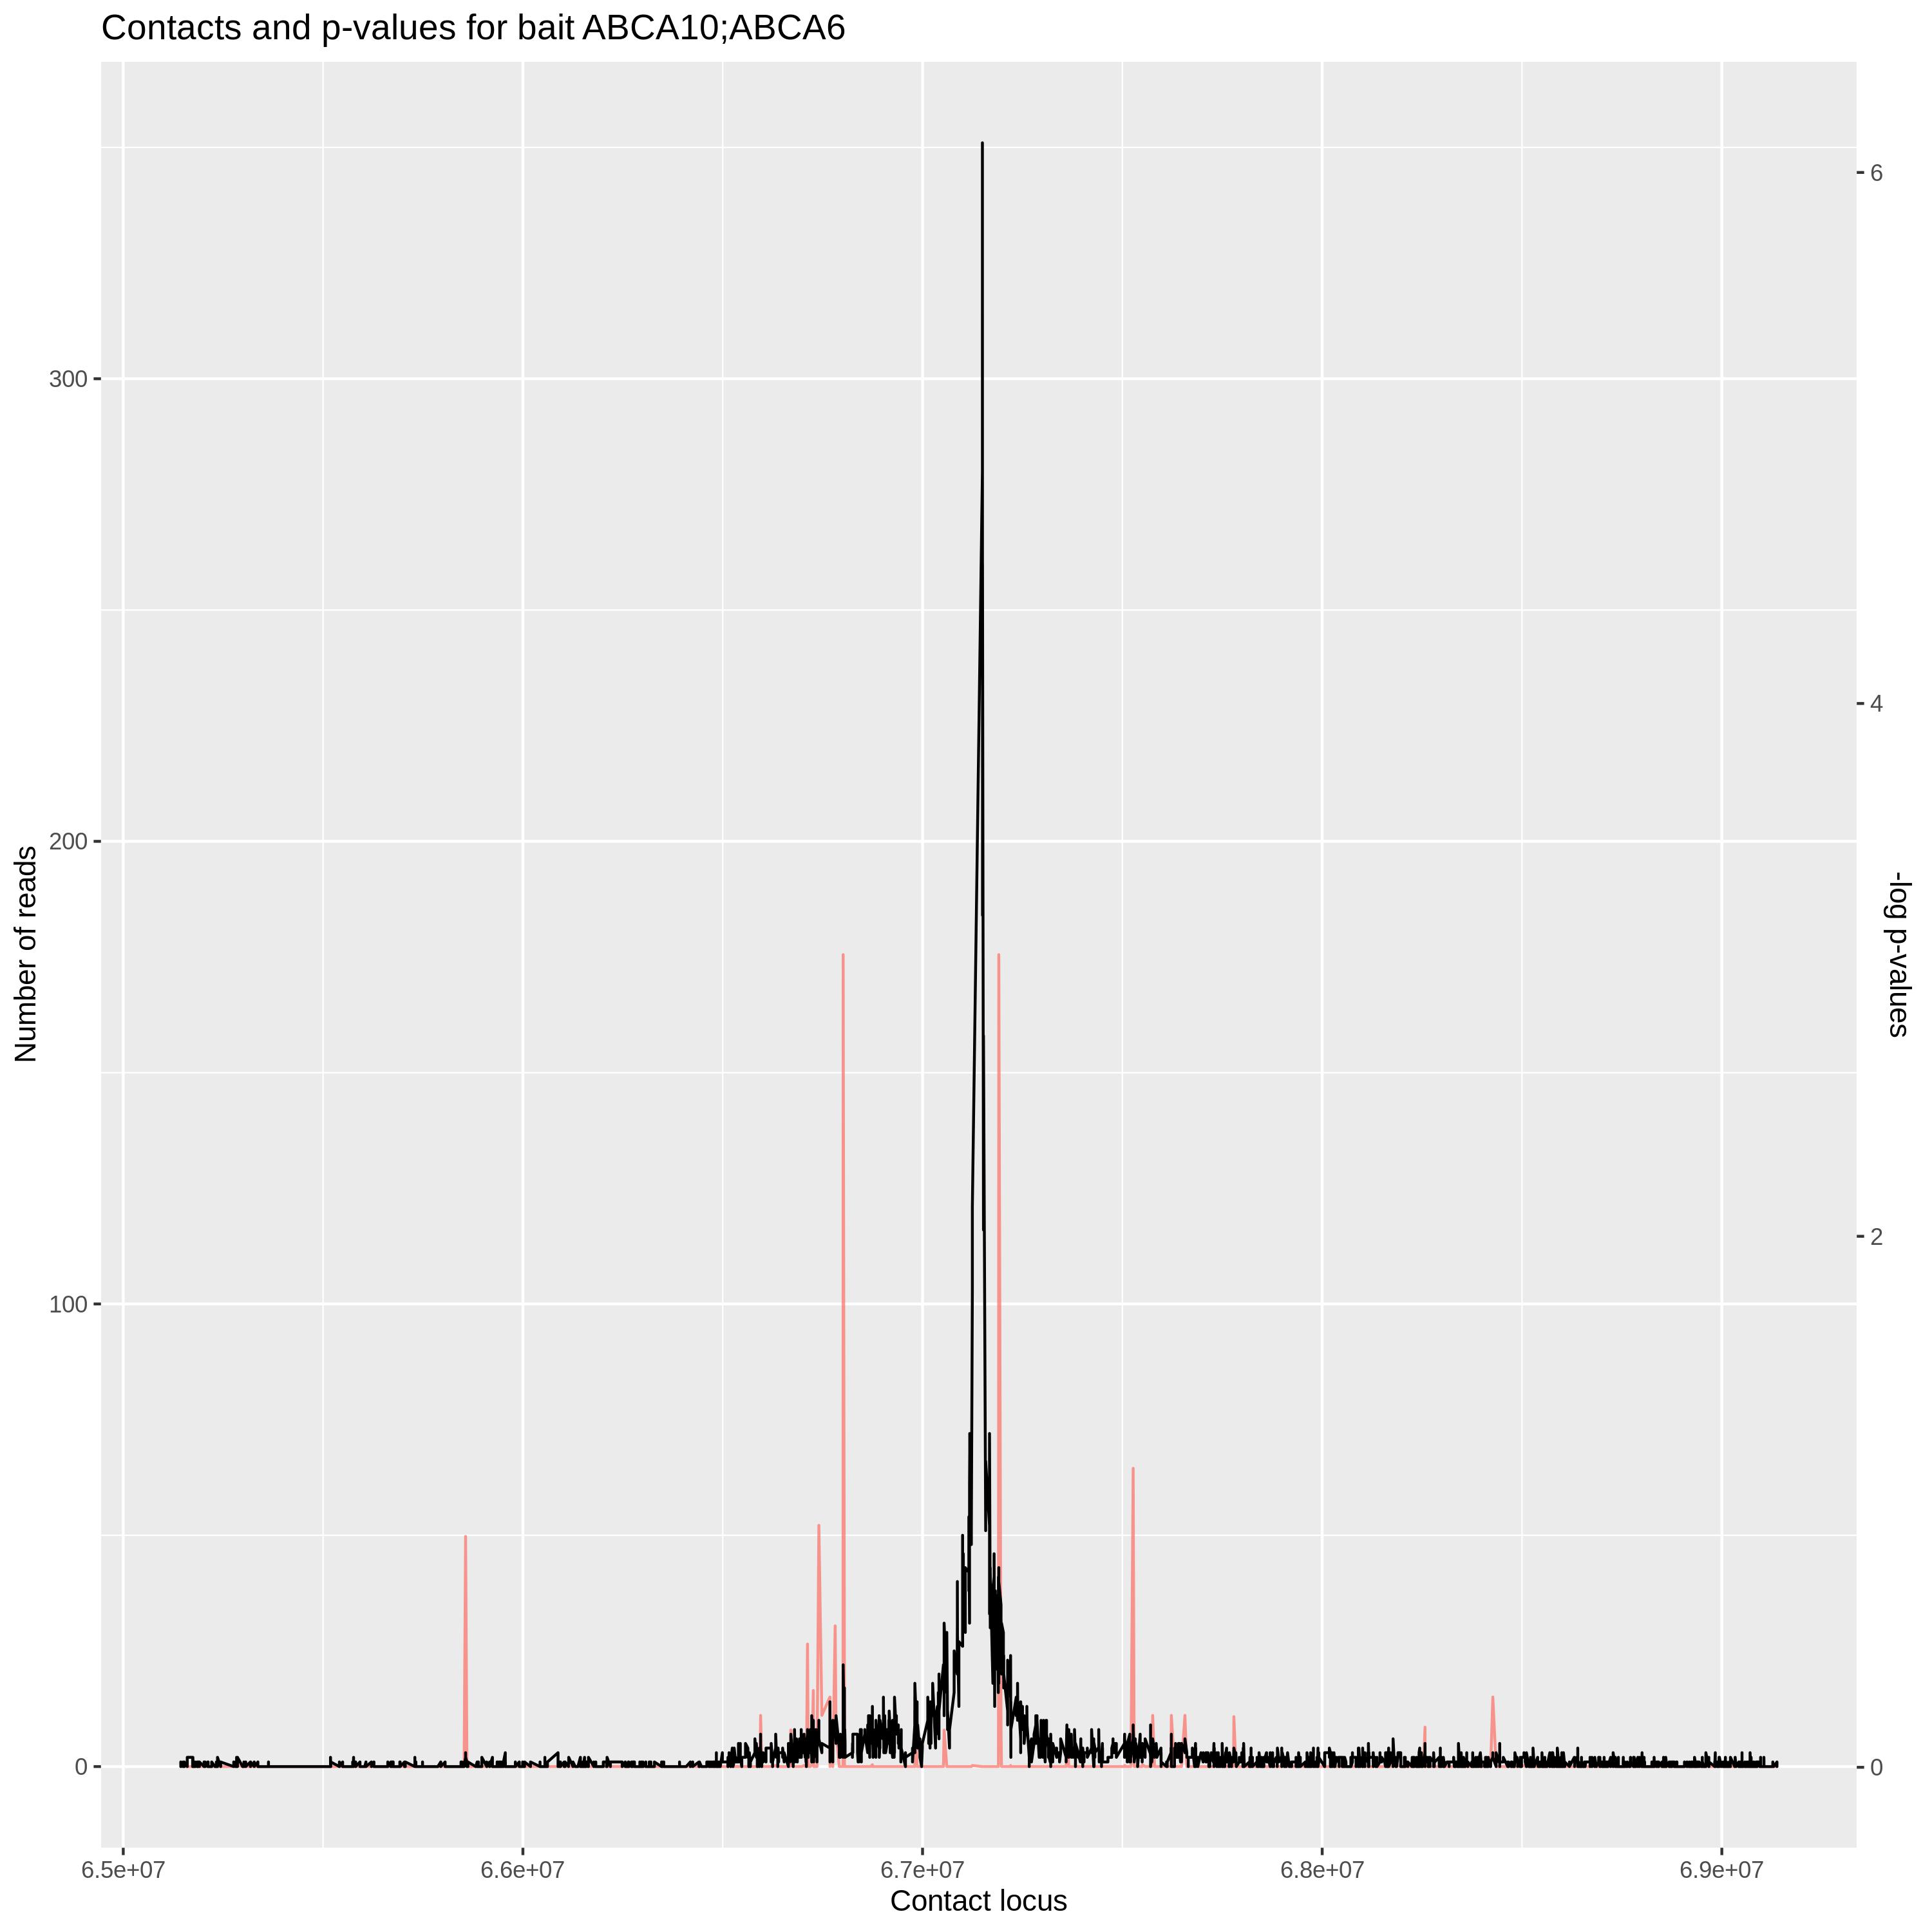 Contacts and p-values for bait ABCA10;ABCA6
300
200
100
0
Number of reads
6
4
2
0
-log p-values
6.5e+07 6.6e+07 6.7e+07 6.8e+07 6.9e+07
Contact locus